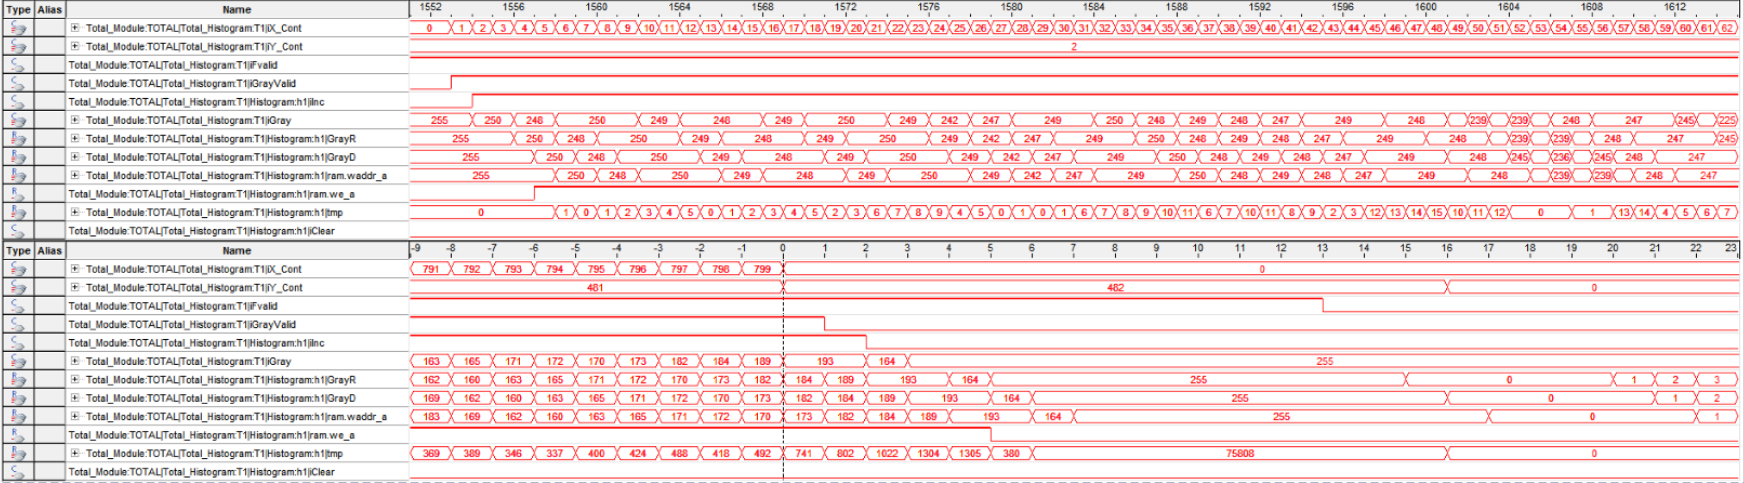 Type Alias Name 1552 1556 1560 1564 1568 1572 1576 1580 1584 1588 1592 1596 1600 1604 1608 1612
Total_Module:TOTAL|Total_Histogram:T1|iX_Cont 0 1 2 3 4 5 6 7 8 9 10 11 12 13 14 15 16 17 18 19 20 21 22 23 24 25 26 27 28 29 30 31 32 33 34 35 36 37 38 39 40 41 42 43 44 45 46 47 48 49 50 51 52 53 54 55 56 57 58 59 60 61 62
Total_Module:TOTAL|Total_Histogram:T1|iY_Cont 2
Total_Module:TOTAL|Total_Histogram:T1|iFvalid
Total_Module:TOTAL|Total_Histogram:T1|iGrayValid
Total_Module:TOTAL|Total_Histogram:T1|Histogram:h1|iInc
Total_Module:TOTAL|Total_Histogram:T1|iGray 255 250 248 250 249 248 249 250 249 242 247 249 250 248 249 248 247 249 248 239 239 248 247 245 225
Total_Module:TOTAL|Total_Histogram:T1|Histogram:h1|GrayR 255 250 248 250 249 248 249 250 249 242 247 249 250 248 249 248 247 249 248 239 239 248 247 245
Total_Module:TOTAL|Total_Histogram:T1|Histogram:h1|GrayD 255 250 248 250 249 248 249 250 249 242 247 249 250 248 249 248 247 249 248 245 236 245 248 247
Total_Module:TOTAL|Total_Histogram:T1|Histogram:h1|ram.waddr_a 255 250 248 250 249 248 249 250 249 242 247 249 250 249 248 247 249 248 239 239 248 247
Total_Module:TOTAL|Total_Histogram:T1|Histogram:h1|ram.we_a
Total_Module:TOTAL|Total_Histogram:T1|Histogram:h1|tmp 0 1 0 1 2 3 4 5 0 1 2 3 4 5 2 3 6 7 8 9 4 5 0 1 0 1 6 7 8 9 10 11 6 7 10 11 8 9 2 3 12 13 14 15 10 11 12 0 1 13 14 4 5 6 7
Total_Module:TOTAL|Total_Histogram:T1|Histogram:h1|iClear
Type Alias Name -9 -8 -7 -6 -5 -4 -3 -2 -1 0 1 2 3 4 5 6 7 8 9 10 11 12 13 14 15 16 17 18 19 20 21 22 23
Total_Module:TOTAL|Total_Histogram:T1|iX_Cont 791 792 793 794 795 796 797 798 799 0
Total_Module:TOTAL|Total_Histogram:T1|iY_Cont 481 482 0
Total_Module:TOTAL|Total_Histogram:T1|iFvalid
Total_Module:TOTAL|Total_Histogram:T1|iGrayValid
Total_Module:TOTAL|Total_Histogram:T1|Histogram:h1|iInc
Total_Module:TOTAL|Total_Histogram:T1|iGray 163 165 171 172 170 173 182 184 189 193 164 255
Total_Module:TOTAL|Total_Histogram:T1|Histogram:h1|GrayR 162 160 163 165 171 172 170 173 182 184 189 193 164 255 0 1 2 3
Total_Module:TOTAL|Total_Histogram:T1|Histogram:h1|GrayD 169 162 160 163 165 171 172 170 173 182 184 189 193 164 255 0 1 2
Total_Module:TOTAL|Total_Histogram:T1|Histogram:h1|ram.waddr_a 183 169 162 160 163 165 171 172 170 173 182 184 189 193 164 255 0 1
Total_Module:TOTAL|Total_Histogram:T1|Histogram:h1|ram.we_a
Total_Module:TOTAL|Total_Histogram:T1|Histogram:h1|tmp 369 389 346 337 400 424 488 418 492 741 802 1022 1304 1305 380 75808 0
Total_Module:TOTAL|Total_Histogram:T1|Histogram:h1|iClear